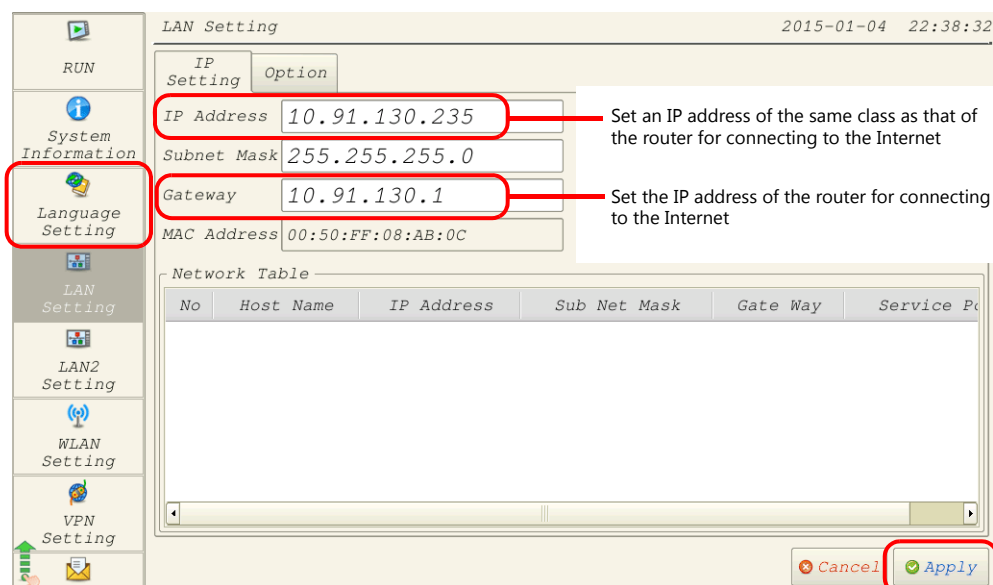 LAN Setting
2015-01-04 22:38:32
RUN
System
Information
Language
Setting
LAN
Setting
LAN2
Setting
WLAN
Setting
VPN
Setting
IP
Setting
Option
IP Address 10.91.130.235
Subnet Mask 255.255.255.0
Gateway 10.91.130.1
MAC Address 00:50:FF:08:AB:0C
Set an IP address of the same class as that of
the router for connecting to the Internet
Set the IP address of the router for connecting
to the Internet
Network Table
No Host Name IP Address Sub Net Mask Gate Way Service
Cancel Apply